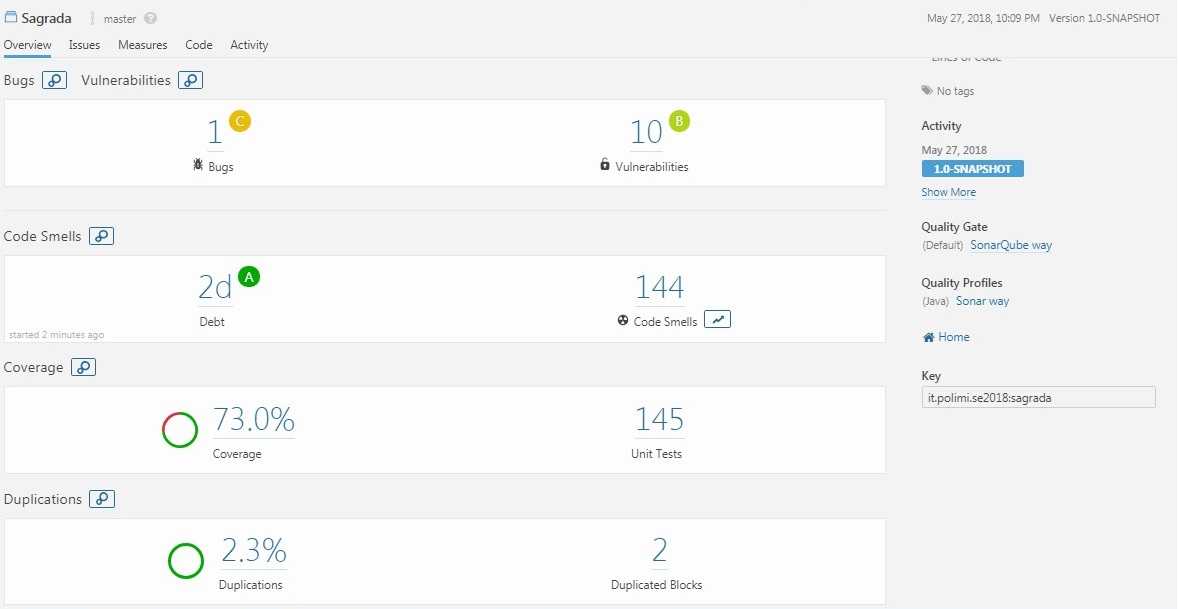 Sagrada master ?
May 27, 2018, 10:09 PM Version 1.0-SNAPSHOT
Overview Issues Measures Code Activity
Bugs Vulnerabilities
1 C
Bugs
10 B
Vulnerabilities
Code Smells
2d A
Debt
144
Code Smells
started 2 minutes ago
Coverage
73.0%
Coverage
145
Unit Tests
Duplications
2.3%
Duplications
2
Duplicated Blocks
Lines of Code
No tags
Activity
May 27, 2018
1.0-SNAPSHOT
Show More
Quality Gate
(Default) SonarQube way
Quality Profiles
(Java) Sonar way
Home
Key
it.polimi.se2018:sagrada